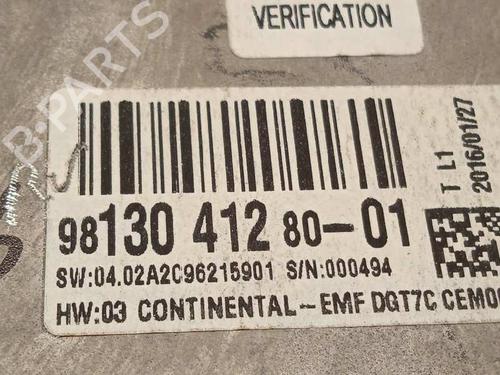 VERIFICATION
B-PARTS
98130 412 80-01
SW:04.02A2C96215901 S/N:000494
HW:03 CONTINENTAL-EMF DGT7C CEM00
T L1
2016/01/27